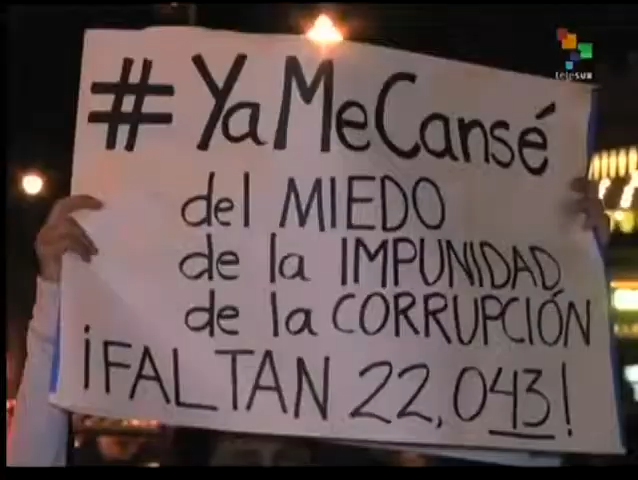 teleSUR
#YaMeCansé
del MIEDO
de la IMPUNIDAD
de la CORRUPCIÓN
¡FALTAN 22,043!